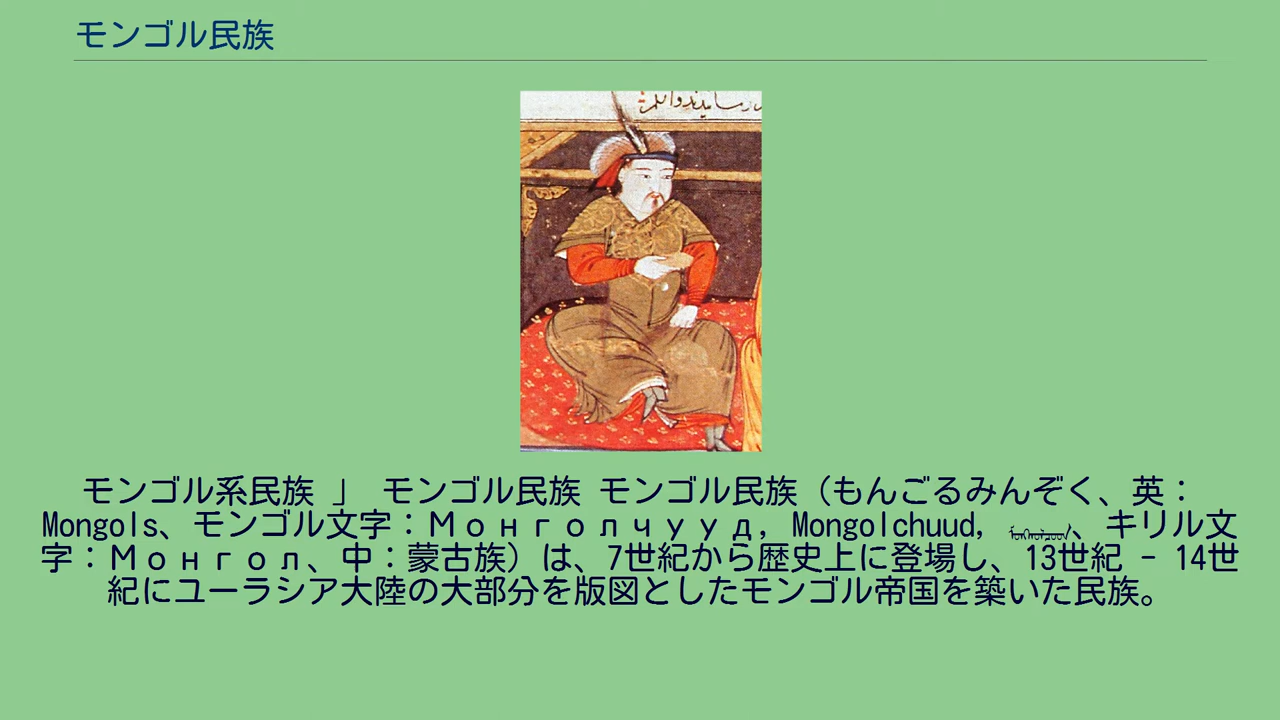 モンゴル民族
モンゴル系民族 」 モンゴル民族 モンゴル民族（もんごるみんぞく、英：
Mongols、モンゴル文字：Ｍｏнгｏлчｙｙд, Mongolchuud, 、キリル文
字：Ｍｏнгｏл、中：蒙古族）は、7世紀から歴史上に登場し、13世紀 - 14世
紀にユーラシア大陸の大部分を版図としたモンゴル帝国を築いた民族。